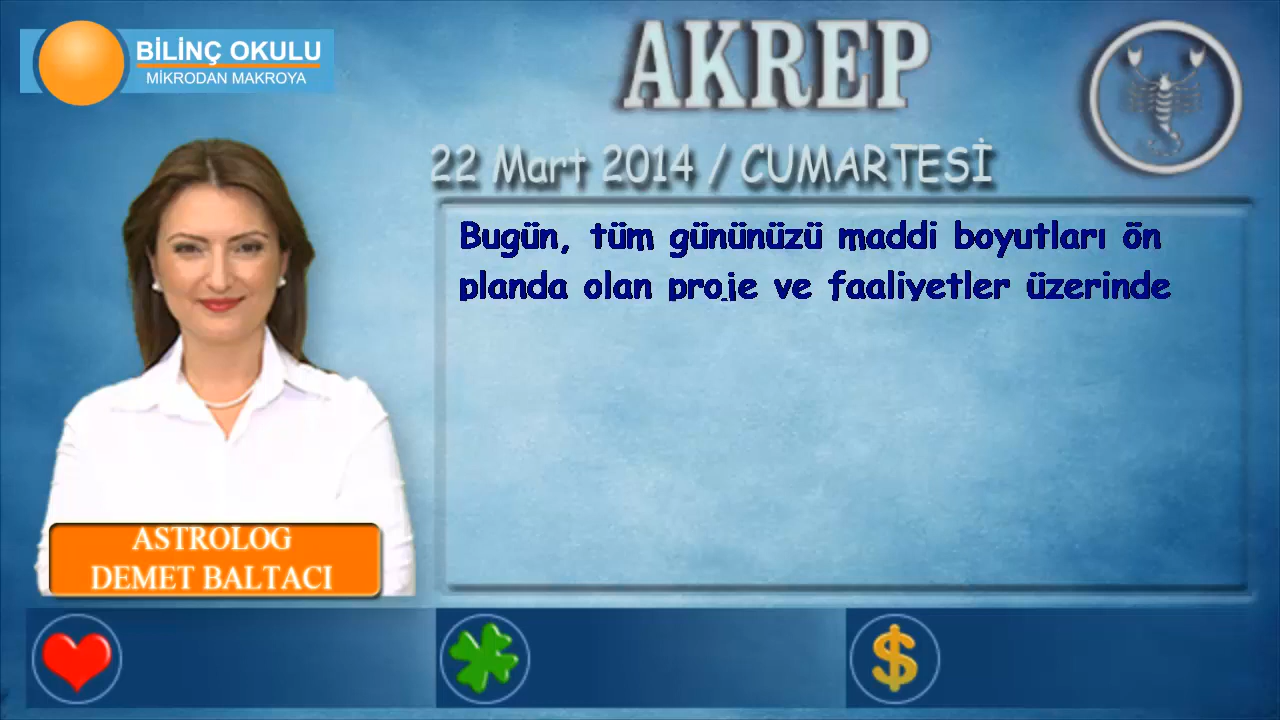 BİLİNÇ OKULU
MİKRODAN MAKROYA
AKREP
22 Mart 2014 / CUMARTESİ
Bugün, tüm gününüzü maddi boyutları ön
planda olan proje ve faaliyetler üzerinde
ASTROLOG
DEMET BALTACI
$